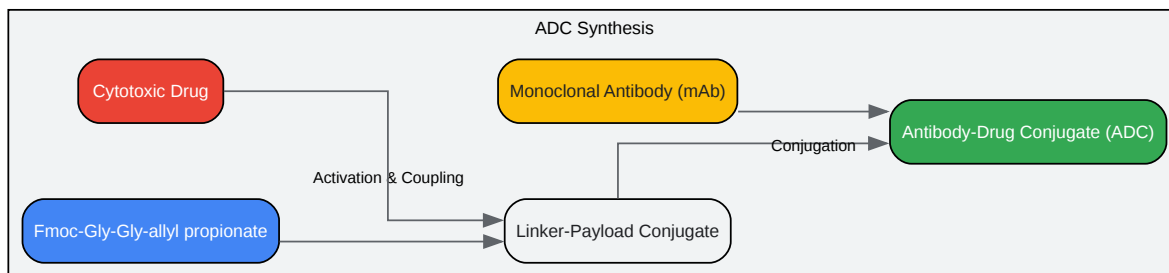 ADC Synthesis
Cytotoxic Drug
Monoclonal Antibody (mAb)
Antibody-Drug Conjugate (ADC)
Conjugation
Activation & Coupling
Fmoc-Gly-Gly-allyl propionate
Linker-Payload Conjugate